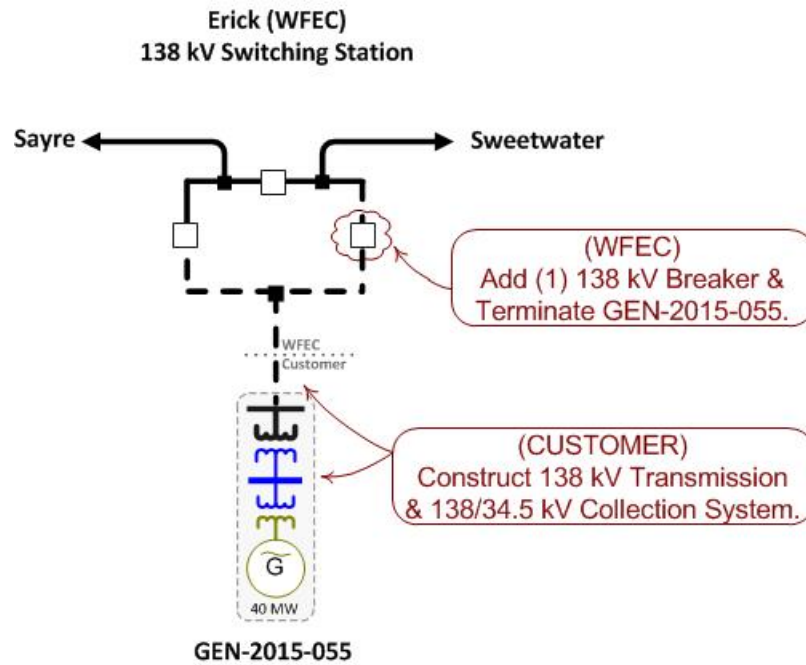 Erick (WFEC)
138 kV Switching Station
Sayre
Sweetwater
(WFEC)
Add (1) 138 kV Breaker &
Terminate GEN-2015-055.
WFEC
Customer
(CUSTOMER)
Construct 138 kV Transmission
& 138/34.5 kV Collection System.
G
40 MW
GEN-2015-055